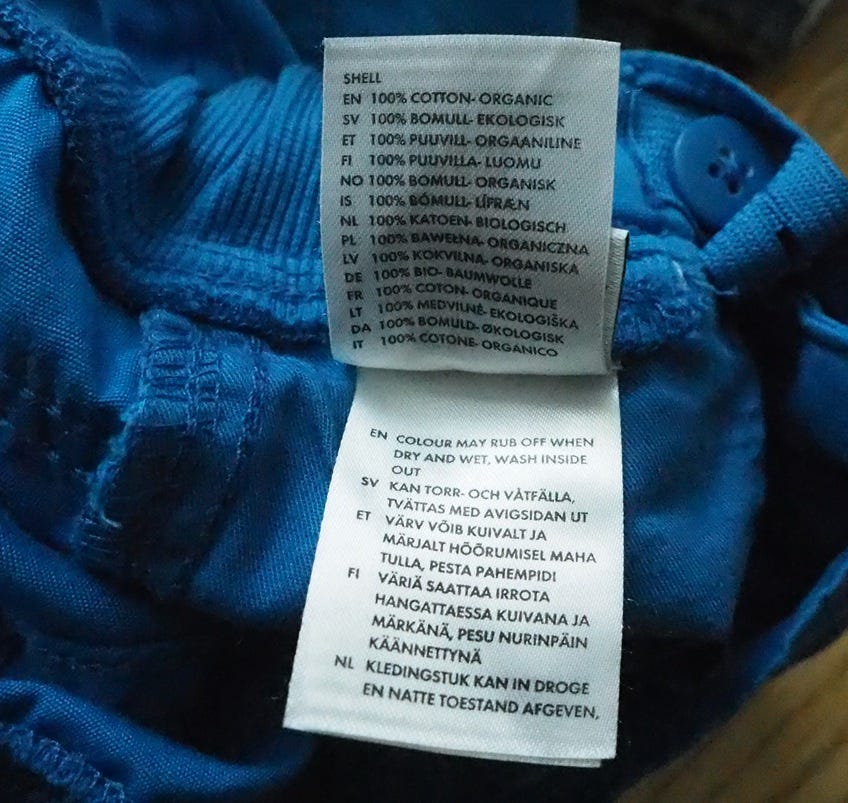 SHELL
EN 100% COTTON- ORGANIC
SV 100% BOMULL- EKOLOGISK
ET 100% PUUVILL- ORGAANILINE
FI 100% PUUVILLA- LUOMU
NO 100% BOMULL- ORGANISK
IS 100% BÓMULL- LÍFRÆN
NL 100% KATOEN- BIOLOGISCH
PL 100% BAWEŁNA- ORGANICZNA
LV 100% KOKVILNA- ORGANISKA
DE 100% BIO- BAUMWOLLE
FR 100% COTON- ORGANIQUE
LT 100% MEDVILNĖ- EKOLOGIŠKA
DA 100% BOMULD- ØKOLOGISK
IT 100% COTONE- ORGANICO
EN COLOUR MAY RUB OFF WHEN
DRY AND WET, WASH INSIDE
OUT
SV KAN TORR- OCH VÅTFÄLLA,
TVÄTTAS MED AVIGSIDAN UT
ET VÄRV VÕIB KUIVALT JA
MÄRJALT HÕÕRUMISEL MAHA
TULLA, PESTA PAHEMPIDI
FI VÄRIÄ SAATTAA IRROTA
HANGATTAESSA KUIVANA JA
MÄRKÄNÄ, PESU NURINPÄIN
KÄÄNNETTYNÄ
NL KLEDINGSTUK KAN IN DROGE
EN NATTE TOESTAND AFGEVEN,